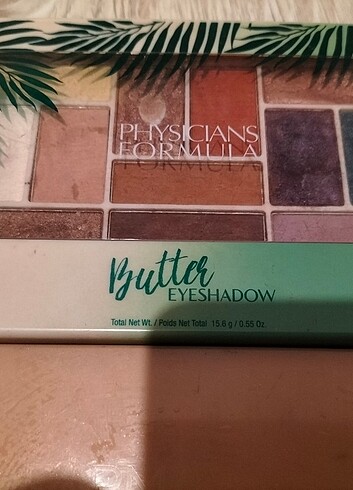 PHYSICIANS
FORMULA
Butter
EYESHADOW
Total Net Wt. / Poids Net Total 15.6 g / 0.55 Oz.